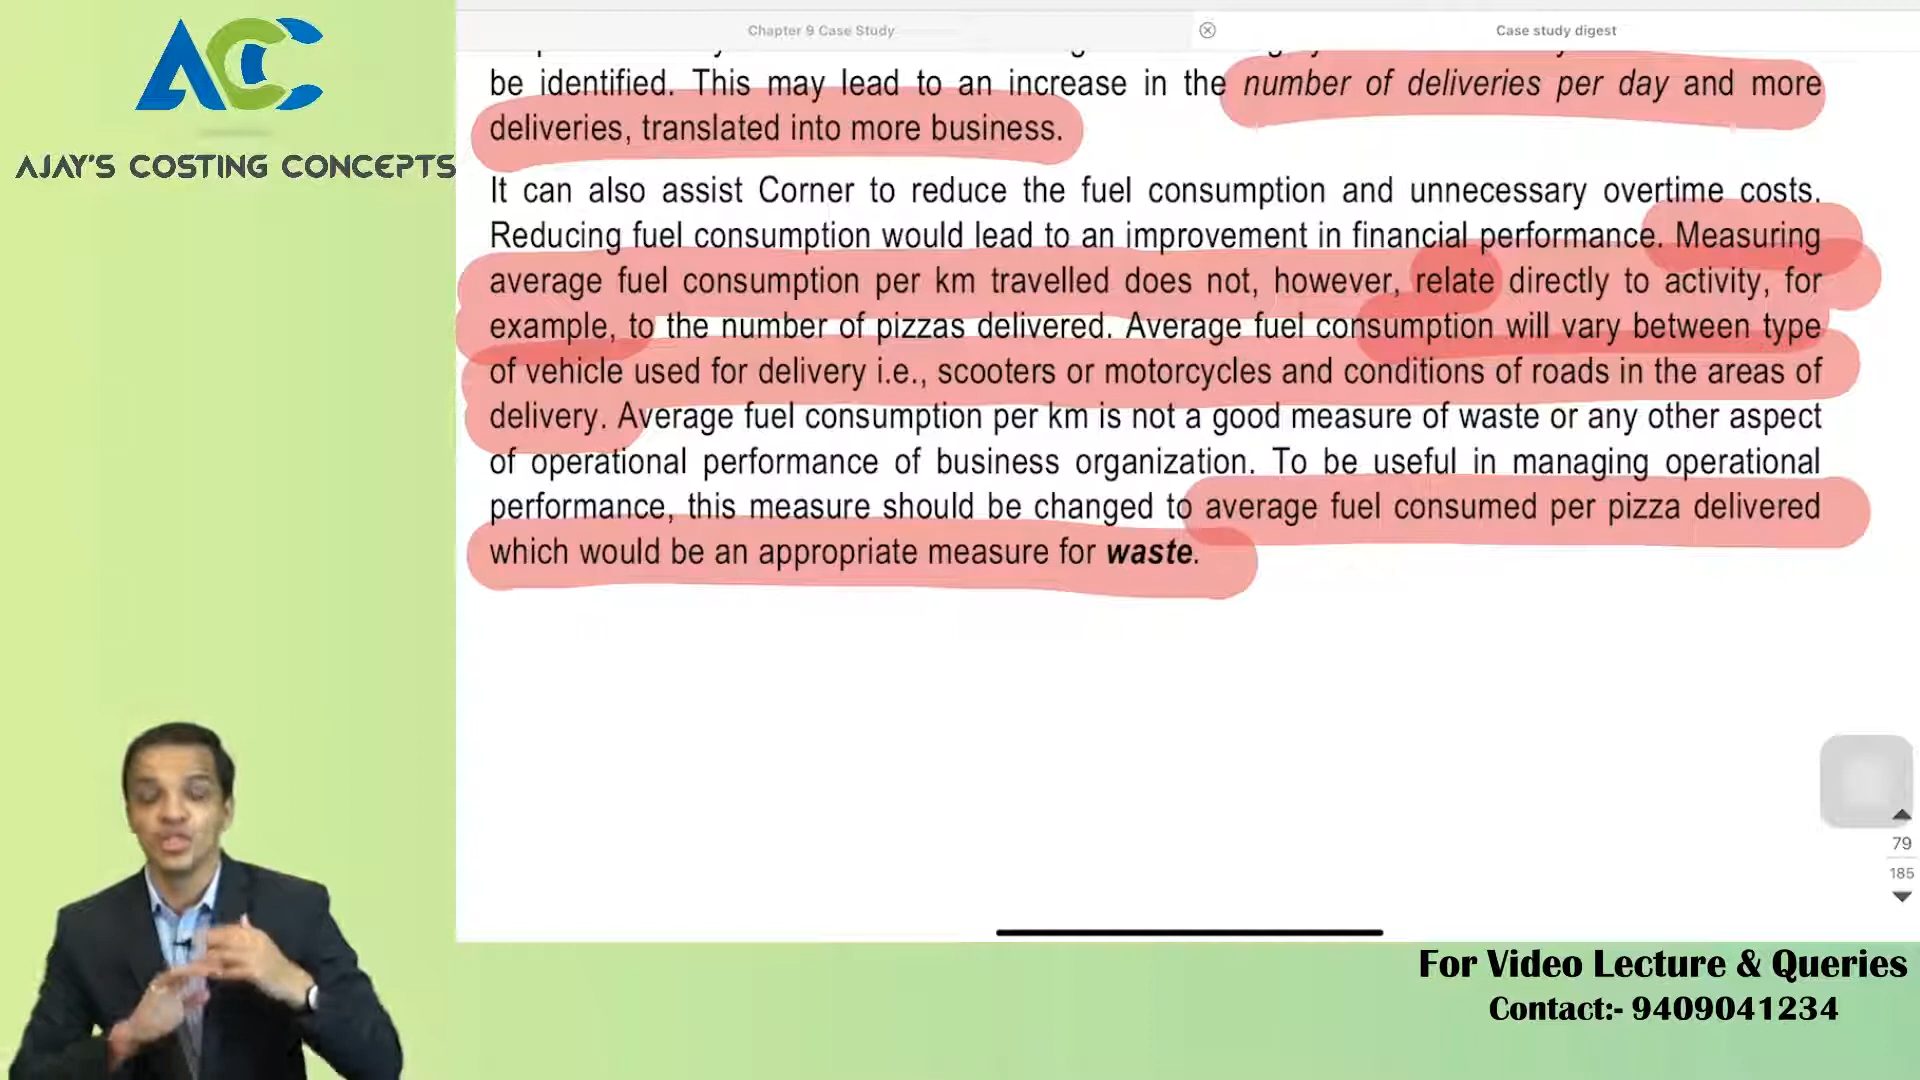 ACC
AJAY'S COSTING CONCEPTS
Chapter 9 Case Study
Case study digest
be identified. This may lead to an increase in the number of deliveries per day and more
deliveries, translated into more business.
It can also assist Corner to reduce the fuel consumption and unnecessary overtime costs.
Reducing fuel consumption would lead to an improvement in financial performance. Measuring
average fuel consumption per km travelled does not, however, relate directly to activity, for
example, to the number of pizzas delivered. Average fuel consumption will vary between type
of vehicle used for delivery i.e., scooters or motorcycles and conditions of roads in the areas of
delivery. Average fuel consumption per km is not a good measure of waste or any other aspect
of operational performance of business organization. To be useful in managing operational
performance, this measure should be changed to average fuel consumed per pizza delivered
which would be an appropriate measure for waste.
79
185
For Video Lecture & Queries
Contact:- 9409041234